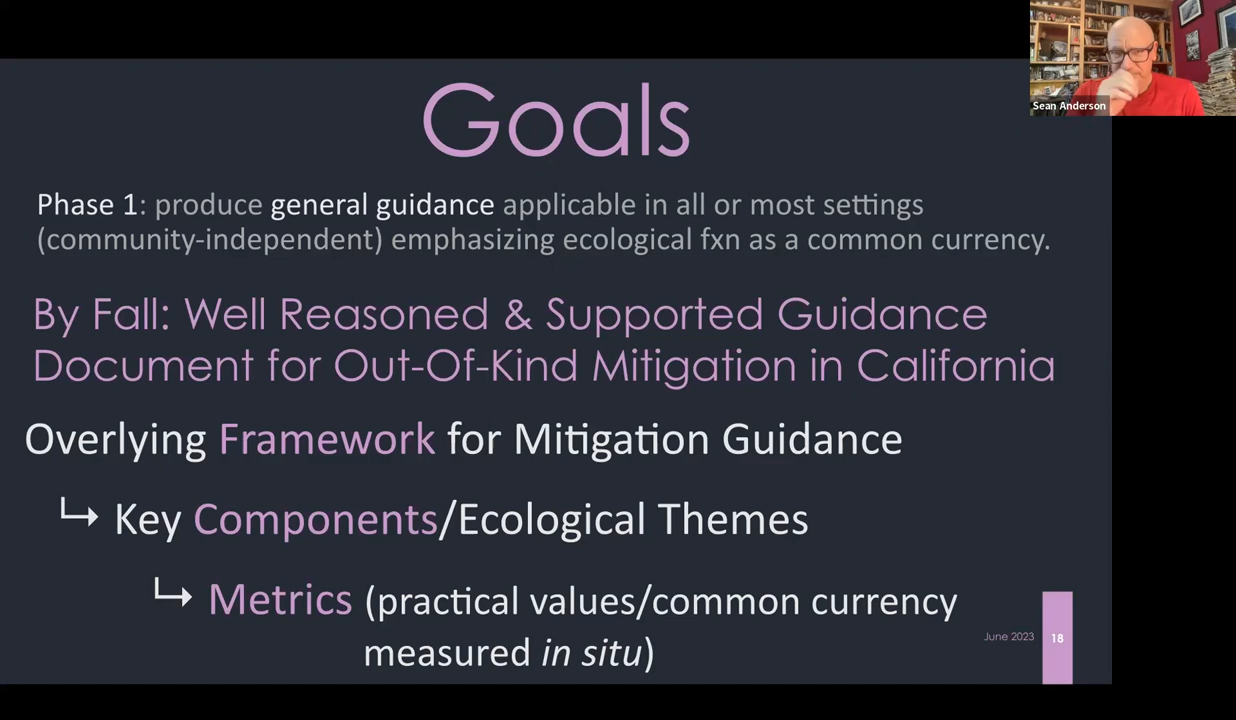 Goals
Sean Anderson
Phase 1: produce general guidance applicable in all or most settings
(community-independent) emphasizing ecological fxn as a common currency.
By Fall: Well Reasoned & Supported Guidance
Document for Out-Of-Kind Mitigation in California
Overlying Framework for Mitigation Guidance
Key Components/Ecological Themes
Metrics (practical values/common currency
measured in situ)
June 2023 18